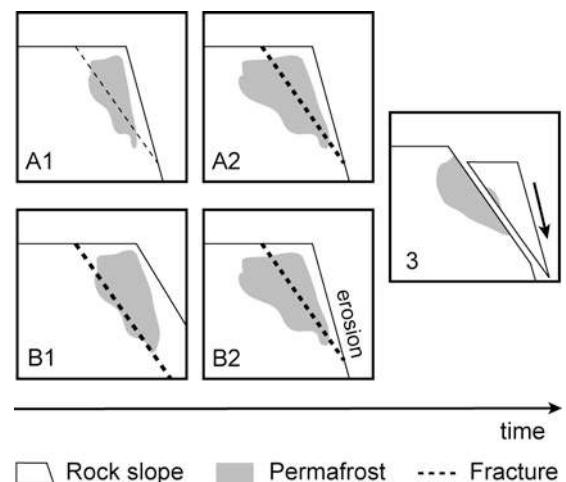 A1
A2
3
B1
B2
erosion
time
Rock slope
Permafrost
Fracture